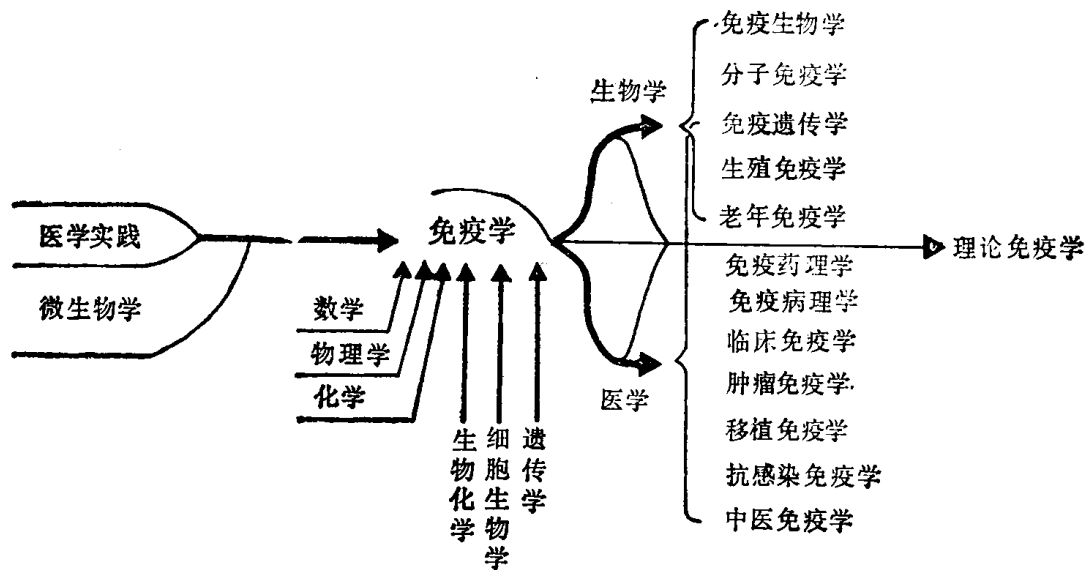 医学实践
微生物学
免疫学
数学
物理学
化学
生物化学
细胞生物学
遗传学
生物学
医学
免疫生物学
分子免疫学
免疫遗传学
生殖免疫学
老年免疫学
免疫药理学
免疫病理学
临床免疫学
肿瘤免疫学
移植免疫学
抗感染免疫学
中医免疫学
理论免疫学